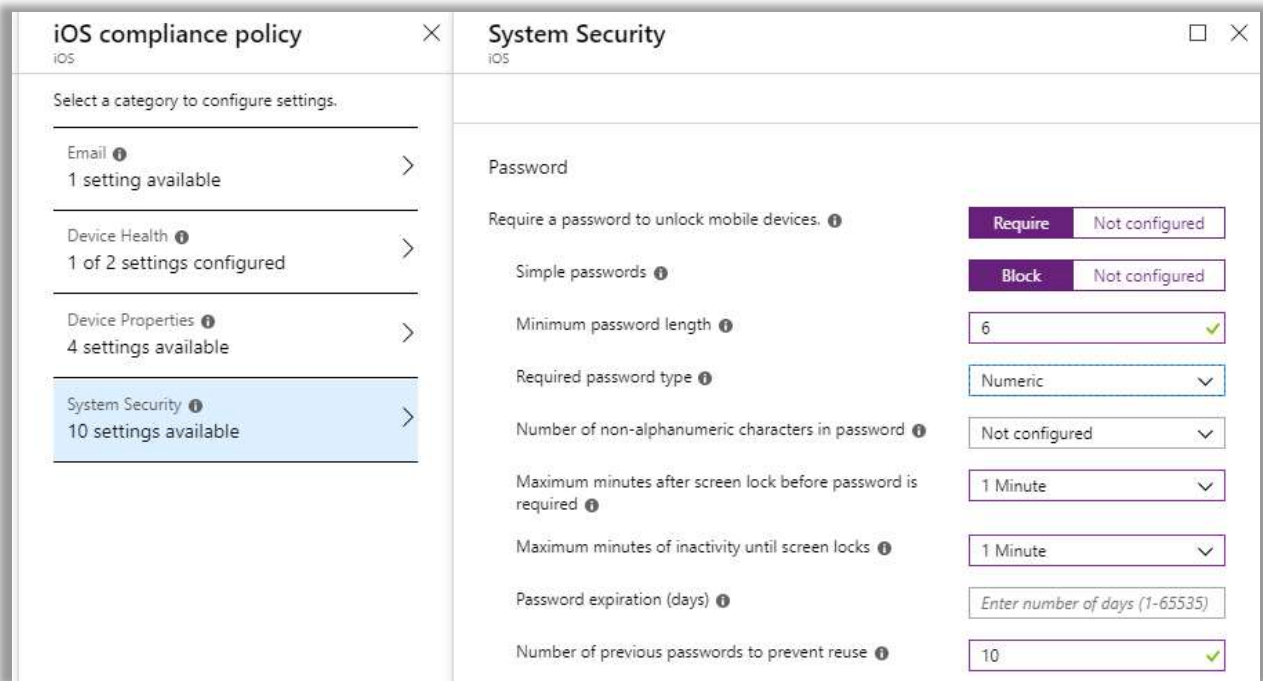 iOS compliance policy
iOS
Select a category to configure settings.
Email
1 setting available
Device Health
1 of 2 settings configured
Device Properties
4 settings available
System Security
10 settings available
System Security
iOS
Password
Require a password to unlock mobile devices.
Require Not configured
Simple passwords
Block Not configured
Minimum password length
6
Required password type
Numeric
Number of non-alphanumeric characters in password
Not configured
Maximum minutes after screen lock before password is
required
1 Minute
Maximum minutes of inactivity until screen locks
1 Minute
Password expiration (days)
Enter number of days (1-65535)
Number of previous passwords to prevent reuse
10